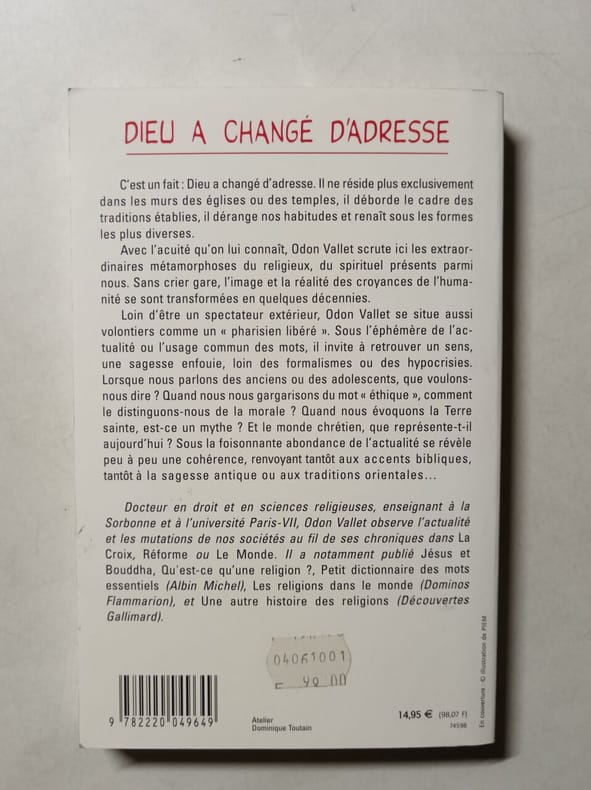 DIEU A CHANGÉ D'ADRESSE
C'est un fait : Dieu a changé d'adresse. Il ne réside plus exclusivement
dans les murs des églises ou des temples, il déborde le cadre des
traditions établies, il dérange nos habitudes et renaît sous les formes
les plus diverses.
Avec l'acuité qu'on lui connaît, Odon Vallet scrute ici les extraor-
dinaires métamorphoses du religieux, du spirituel présents parmi
nous. Sans crier gare, l'image et la réalité des croyances de l'huma-
nité se sont transformées en quelques décennies.
Loin d'être un spectateur extérieur, Odon Vallet se situe aussi
volontiers comme un « pharisien libéré ». Sous l'éphémère de l'ac-
tualité ou l'usage commun des mots, il invite à retrouver un sens,
une sagesse enfouie, loin des formalismes ou des hypocrisies.
Lorsque nous parlons des anciens ou des adolescents, que voulons-
nous dire ? Quand nous nous gargarisons du mot « éthique », comment
le distinguons-nous de la morale ? Quand nous évoquons la Terre
sainte, est-ce un mythe ? Et le monde chrétien, que représente-t-il
aujourd'hui ? Sous la foisonnante abondance de l'actualité se révèle
peu à peu une cohérence, renvoyant tantôt aux accents bibliques,
tantôt à la sagesse antique ou aux traditions orientales…
Docteur en droit et en sciences religieuses, enseignant à la
Sorbonne et à l'université Paris-VII, Odon Vallet observe l'actualité
et les mutations de nos sociétés au fil de ses chroniques dans La
Croix, Réforme ou Le Monde. Il a notamment publié Jésus et
Bouddha, Qu'est-ce qu'une religion ?, Petit dictionnaire des mots
essentiels (Albin Michel), Les religions dans le monde (Dominos
Flammarion), et Une autre histoire des religions (Découvertes
Gallimard).
04061001
9 782220 049649
Atelier
Dominique Toutain
14,95 € (98,07 F)
74598
En couverture : © illustration de PIEM